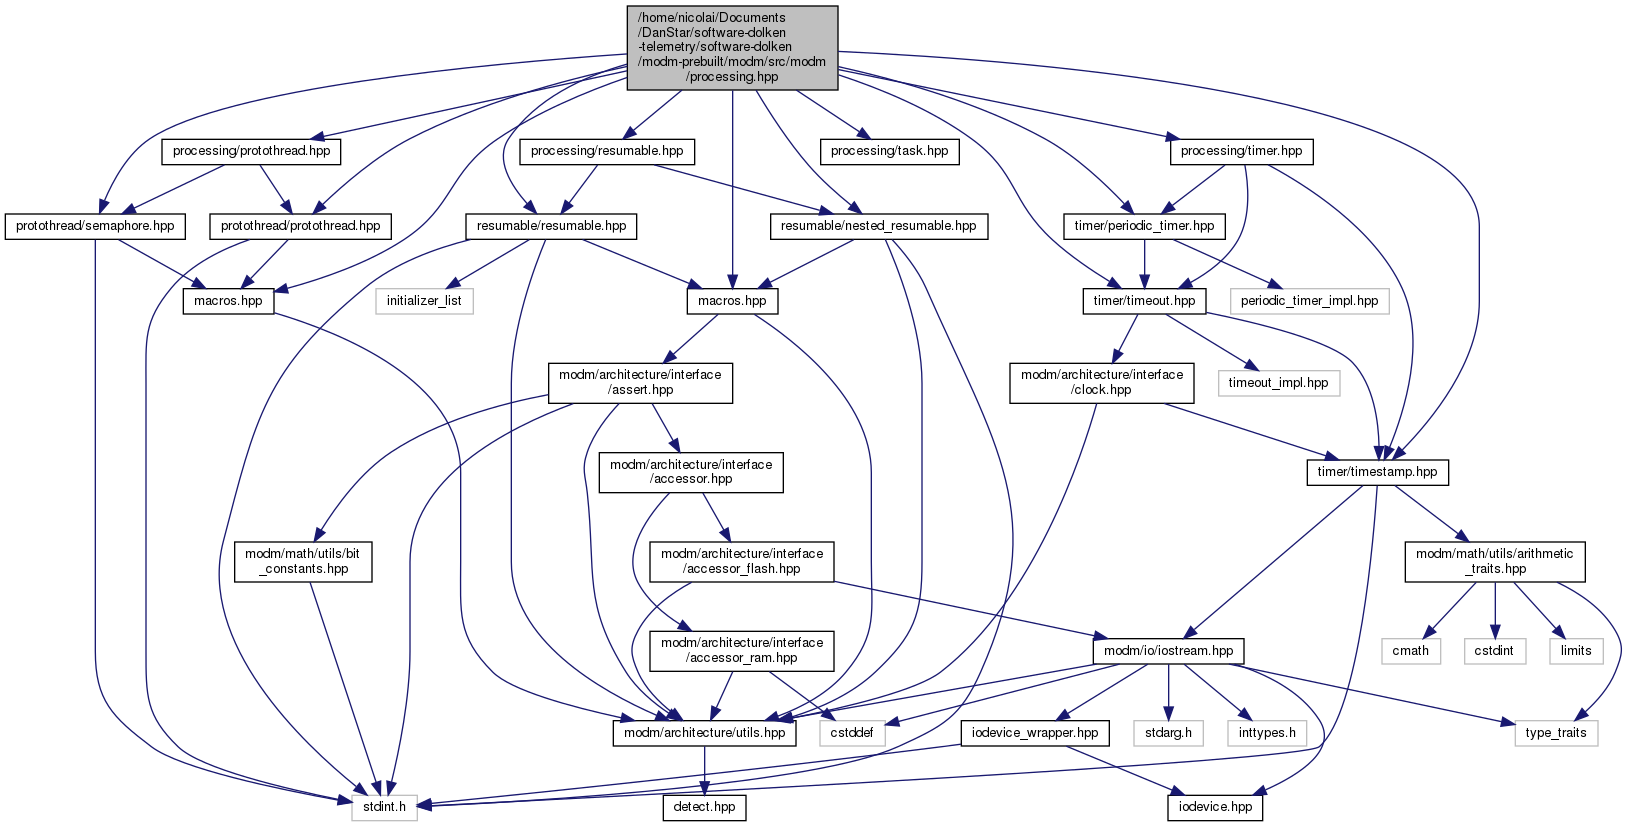 /home/nicolai/Documents
/DanStar/software-dolken
-telemetry/software-dolken
/modm-prebuilt/modm/src/modm
/processing.hpp
processing/protothread.hpp
processing/resumable.hpp
processing/task.hpp
processing/timer.hpp
protothread/semaphore.hpp
protothread/protothread.hpp
resumable/resumable.hpp
resumable/nested_resumable.hpp
timer/periodic_timer.hpp
macros.hpp
initializer_list
macros.hpp
timer/timeout.hpp
periodic_timer_impl.hpp
modm/architecture/interface
/assert.hpp
modm/architecture/interface
/clock.hpp
timeout_impl.hpp
modm/architecture/interface
/accessor.hpp
timer/timestamp.hpp
modm/math/utils/bit
_constants.hpp
modm/architecture/interface
/accessor_flash.hpp
modm/math/utils/arithmetic
_traits.hpp
modm/architecture/interface
/accessor_ram.hpp
modm/io/iostream.hpp
cmath
cstdint
limits
modm/architecture/utils.hpp
cstddef
iodevice_wrapper.hpp
stdarg.h
inttypes.h
type_traits
stdint.h
detect.hpp
iodevice.hpp